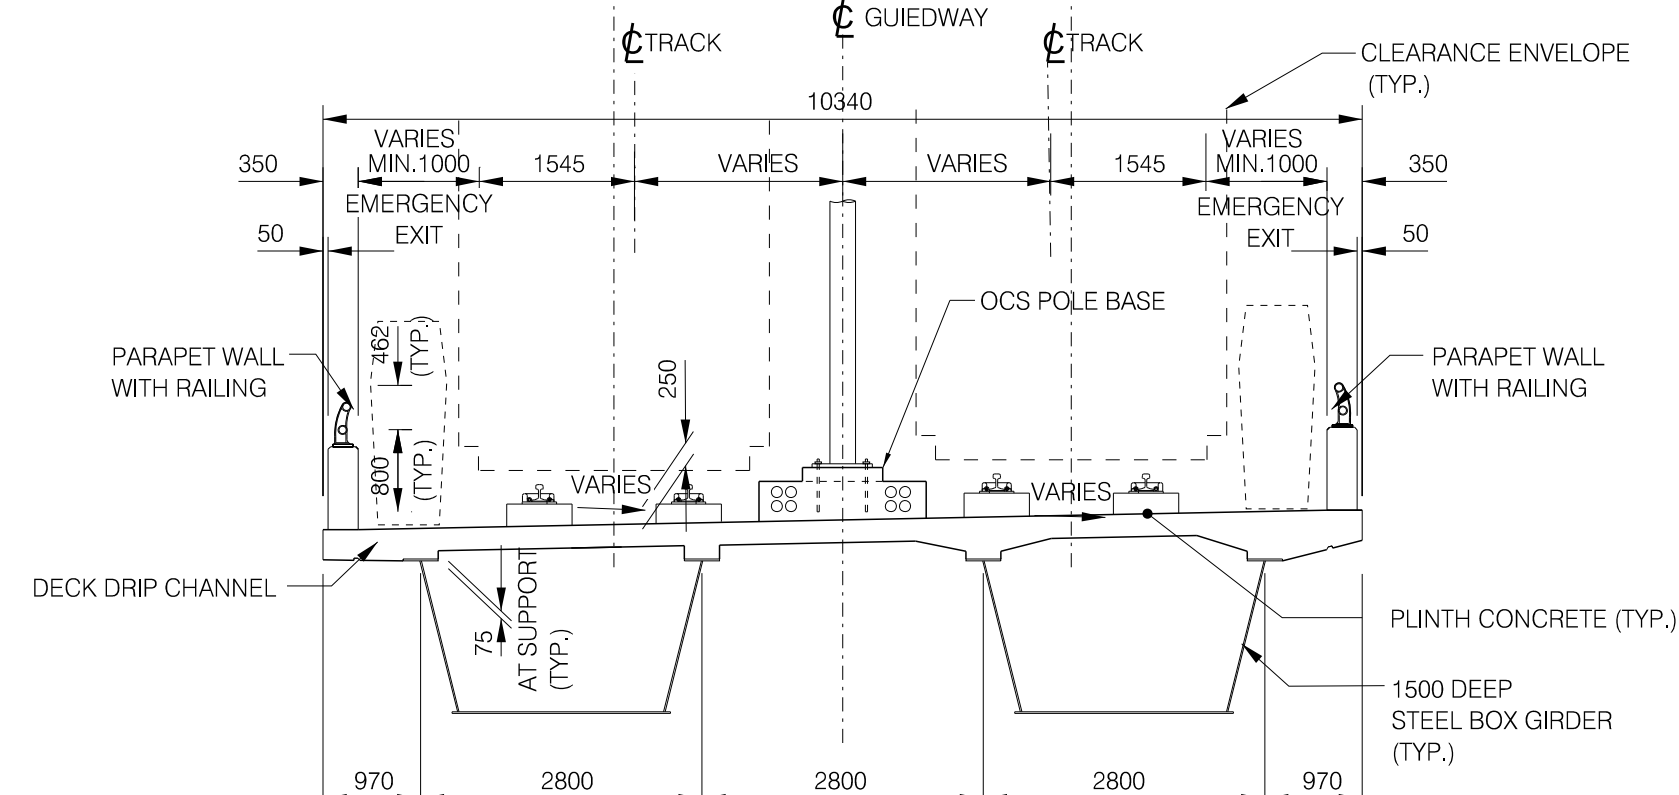 ℄ GUIEDWAY
℄ TRACK
℄ TRACK
CLEARANCE ENVELOPE
(TYP.)
10340
VARIES
MIN.1000
VARIES
MIN.1000
350
1545
VARIES
VARIES
1545
350
EMERGENCY
EXIT
EMERGENCY
EXIT
50
50
OCS POLE BASE
462
(TYP.)
PARAPET WALL
WITH RAILING
250
PARAPET WALL
WITH RAILING
800
(TYP.)
VARIES
VARIES
DECK DRIP CHANNEL
75
AT SUPPORT
(TYP.)
PLINTH CONCRETE (TYP.)
1500 DEEP
STEEL BOX GIRDER
(TYP.)
970
2800
2800
2800
970